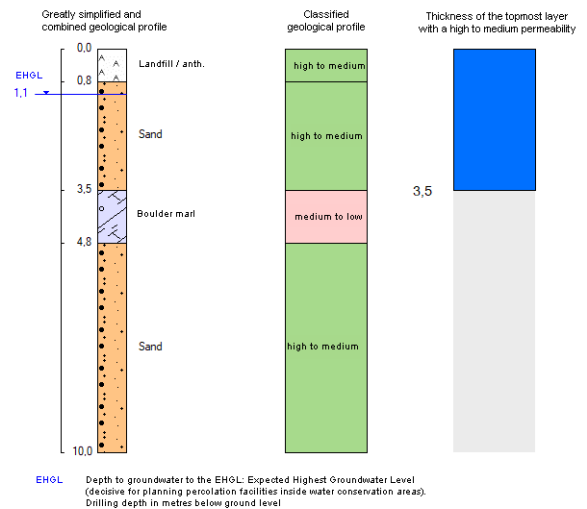 Greatly simplified and
combined geological profile
Classified
geological profile
Thickness of the topmost layer
with a high to medium permeability
0,0
Landfill / anth.
high to medium
EHGL
0,8
1,1
Sand
high to medium
3,5
3,5
Boulder marl
medium to low
4,8
Sand
high to medium
10,0
EHGL Depth to groundwater to the EHGL: Expected Highest Groundwater Level
(decisive for planning percolation facilities inside water conservation areas).
Drilling depth in metres below ground level